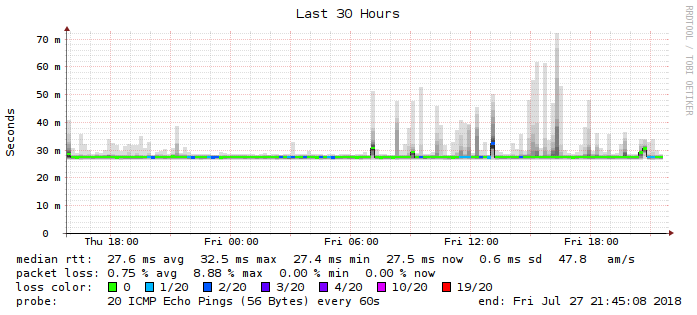 Last 30 Hours
RRDTOOL / TOBI OETIKER
Seconds
70 m
60 m
50 m
40 m
30 m
20 m
10 m
0
Thu 18:00 Fri 00:00 Fri 06:00 Fri 12:00 Fri 18:00
median rtt: 27.6 ms avg 32.5 ms max 27.4 ms min 27.5 ms now 0.6 ms sd 47.8 am/s
packet loss: 0.75 % avg 8.88 % max 0.00 % min 0.00 % now
loss color: 0 1/20 2/20 3/20 4/20 10/20 19/20
probe: 20 ICMP Echo Pings (56 Bytes) every 60s end: Fri Jul 27 21:45:08 2018